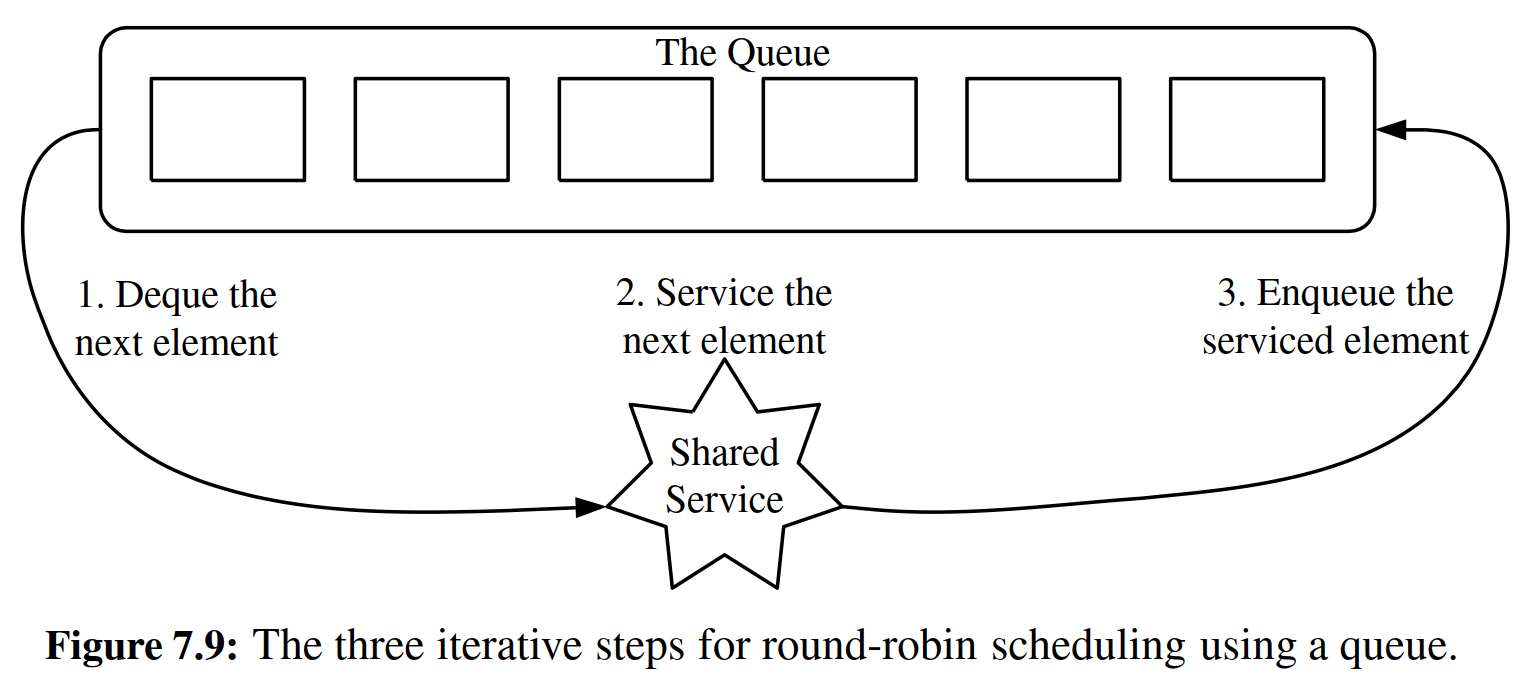 The Queue
1. Deque the
next element
2. Service the
next element
3. Enqueue the
serviced element
Shared
Service
Figure 7.9: The three iterative steps for round-robin scheduling using a queue.